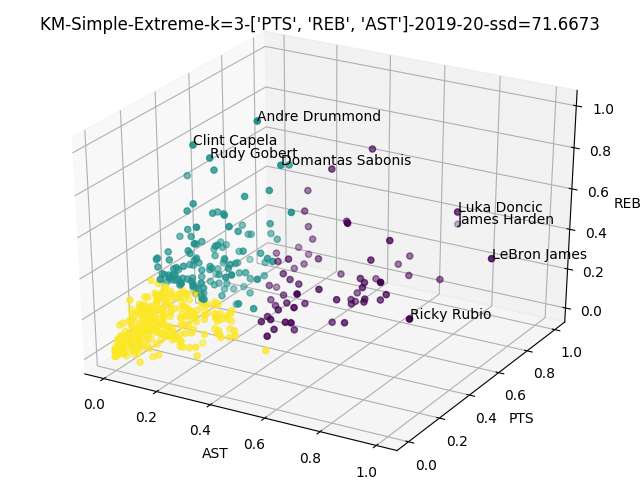 KM-Simple-Extreme-k=3-['PTS', 'REB', 'AST']-2019-20-ssd=71.6673
Andre Drummond
Clint Capela
Rudy Gobert
Domantas Sabonis
Luka Doncic
James Harden
LeBron James
Ricky Rubio
1.0
0.8
0.6
REB
0.4
0.2
0.0
0.0
0.2
0.4
0.6
0.8
1.0
AST
0.0
0.2
0.4
0.6
0.8
1.0
PTS